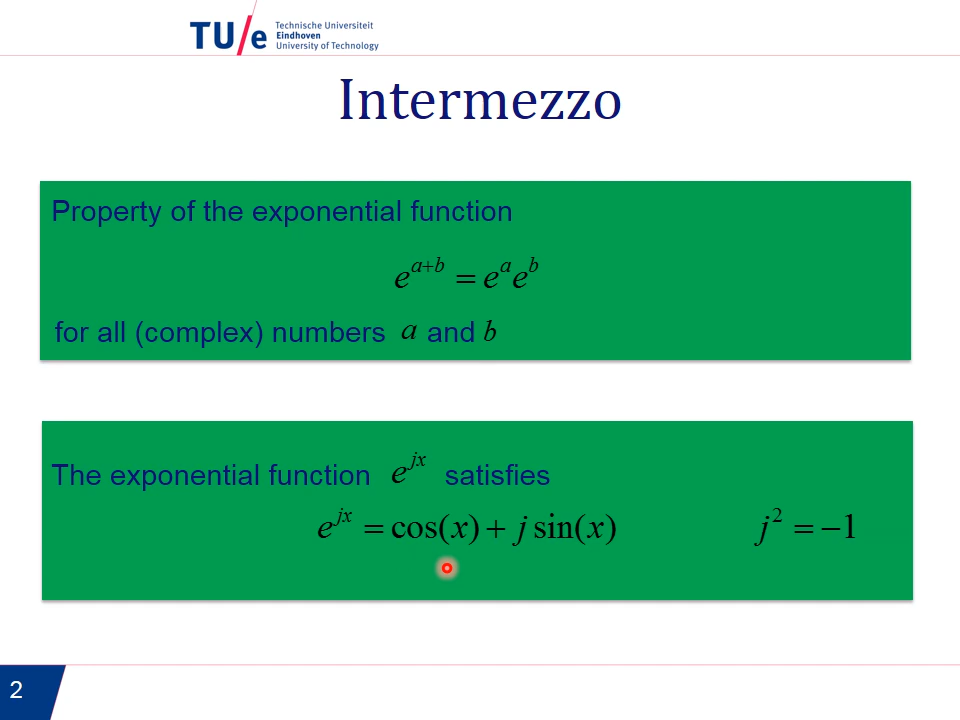 TU/e Technische Universiteit
Eindhoven
University of Technology
Intermezzo
Property of the exponential function
e^{a+b} = e^a e^b
for all (complex) numbers a and b
The exponential function e^{jx} satisfies
e^{jx} = cos(x) + j sin(x) j^2 = −1
2